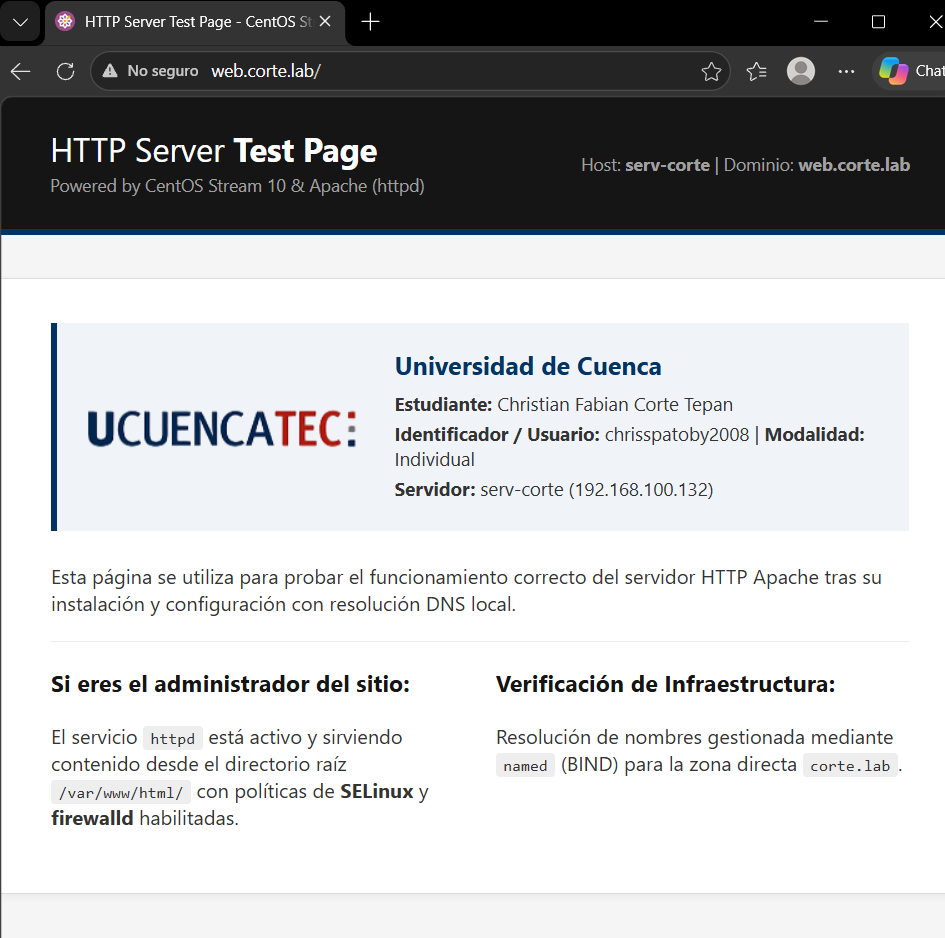 HTTP Server Test Page - CentOS St
No seguro web.corte.lab/
Chat
HTTP Server Test Page
Powered by CentOS Stream 10 & Apache (httpd)
Host: serv-corte | Dominio: web.corte.lab
UCUENCATEC:
Universidad de Cuenca
Estudiante: Christian Fabian Corte Tepan
Identificador / Usuario: chrisspatoby2008 | Modalidad:
Individual
Servidor: serv-corte (192.168.100.132)
Esta página se utiliza para probar el funcionamiento correcto del servidor HTTP Apache tras su
instalación y configuración con resolución DNS local.
Si eres el administrador del sitio:
El servicio httpd está activo y sirviendo
contenido desde el directorio raíz
/var/www/html/ con políticas de SELinux y
firewalld habilitadas.
Verificación de Infraestructura:
Resolución de nombres gestionada mediante
named (BIND) para la zona directa corte.lab.